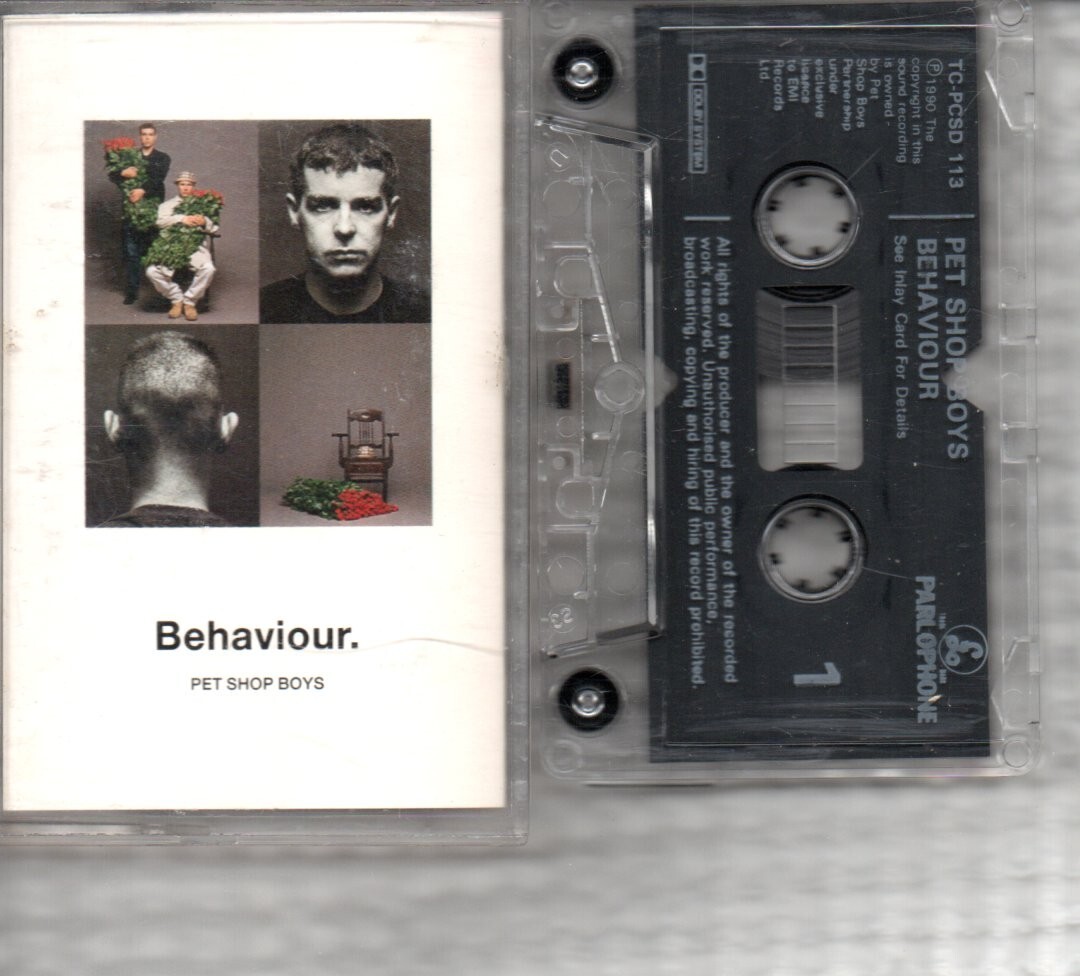 Behaviour.
PET SHOP BOYS
TC-PCSD 113
Ⓟ1990 The
copyright in this
sound recording
is owned
by Pet
Shop Boys
Partnership
under
exclusive
licence
to EMI
Records
Ltd.
DOLBY SYSTEM
PET SHOP BOYS
BEHAVIOUR
See Inlay Card For Details
PARLOPHONE
1
All rights of the producer and the owner of the recorded
work reserved. Unauthorised public performance,
broadcasting, copying and hiring of this record prohibited.